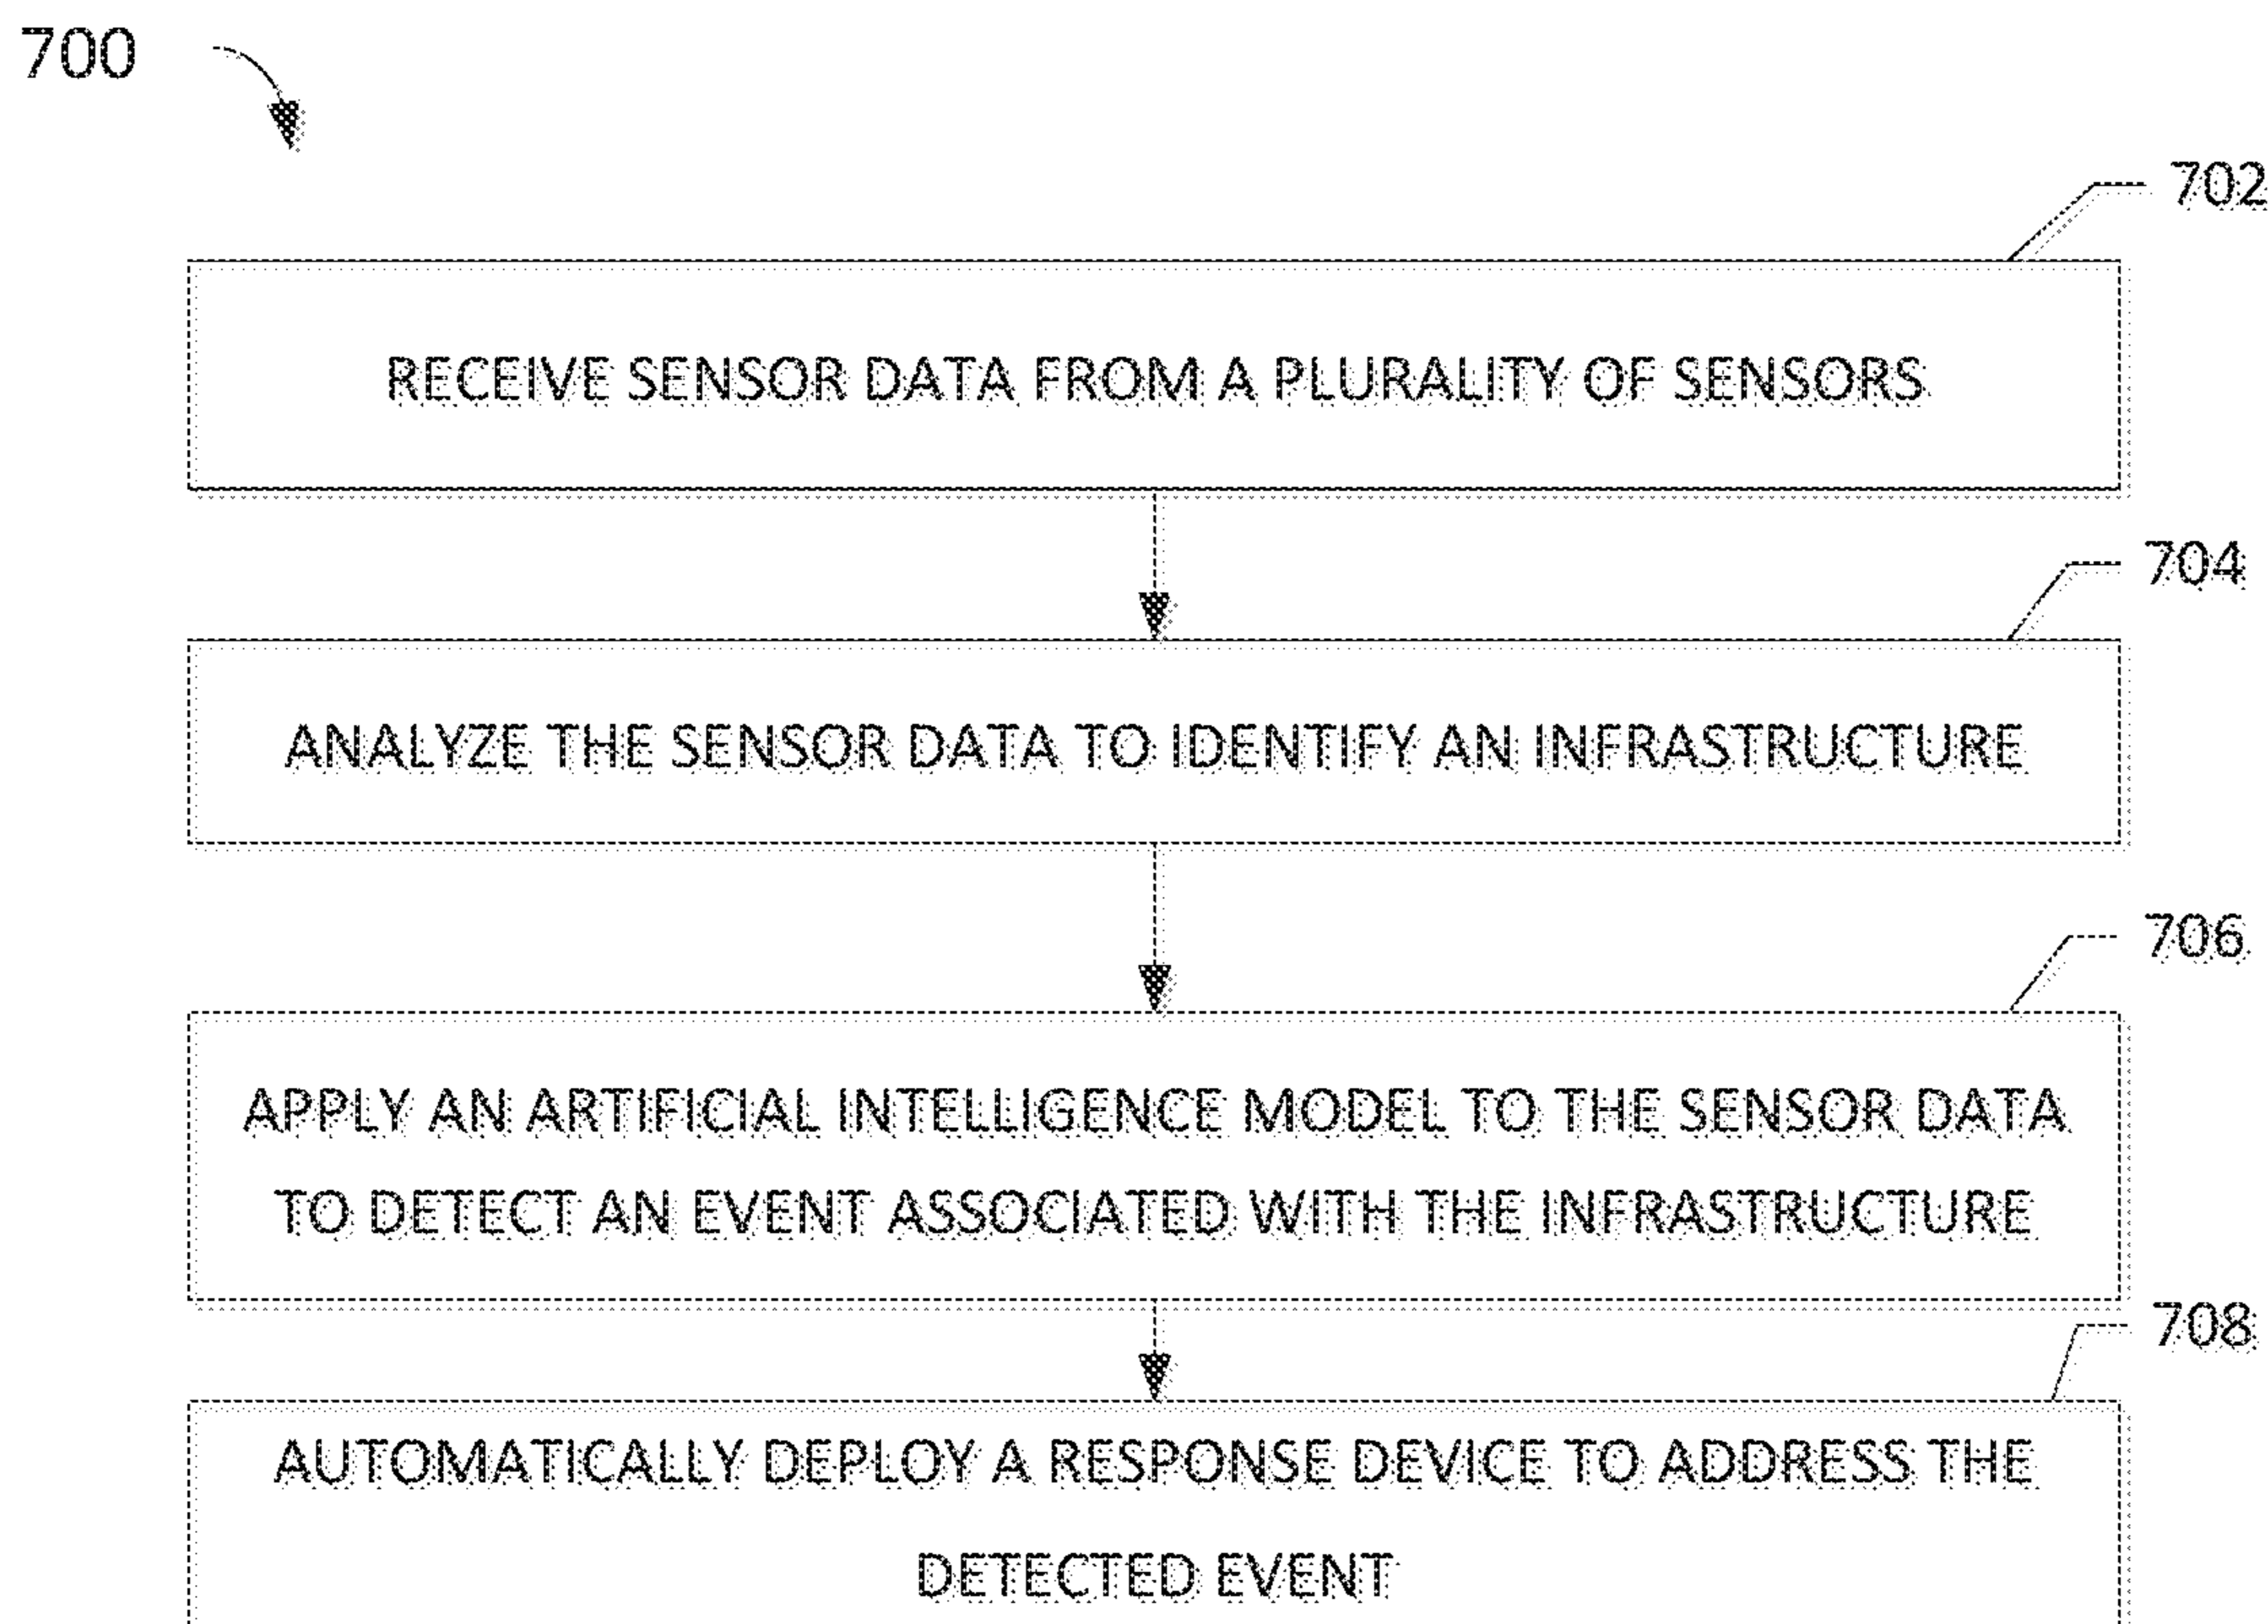 700
702
RECEIVE SENSOR DATA FROM A PLURALITY OF SENSORS
704
ANALYZE THE SENSOR DATA TO IDENTIFY AN INFRASTRUCTURE
706
APPLY AN ARTIFICIAL INTELLIGENCE MODEL TO THE SENSOR DATA
TO DETECT AN EVENT ASSOCIATED WITH THE INFRASTRUCTURE
708
AUTOMATICALLY DEPLOY A RESPONSE DEVICE TO ADDRESS THE
DETECTED EVENT